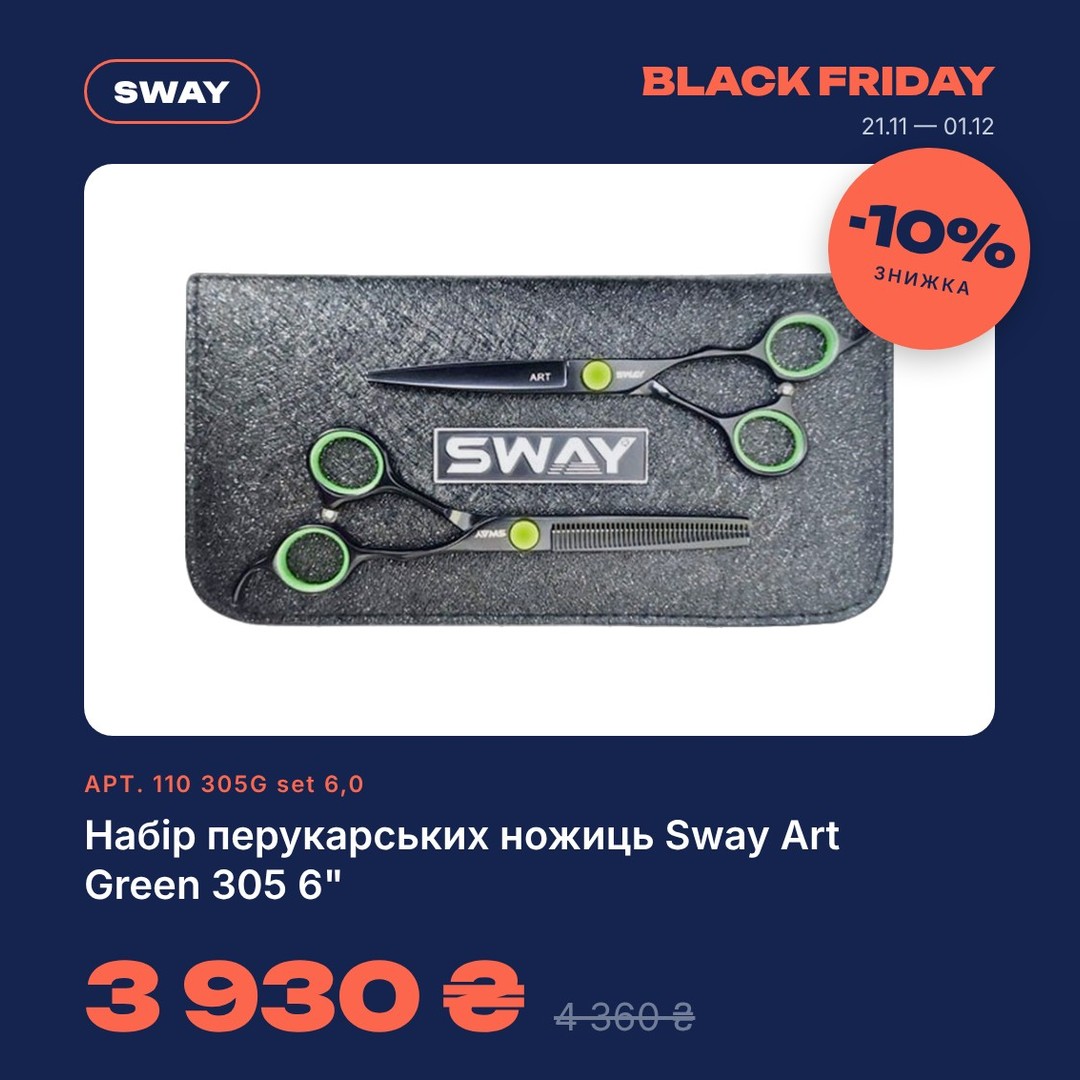 SWAY
BLACK FRIDAY
21.11 — 01.12
-10%
ЗНИЖКА
ART
SWAY
SWAY
SWAY
АРТ. 110 305G set 6,0
Набір перукарських ножиць Sway Art
Green 305 6"
3 930 ₴
4 360 ₴